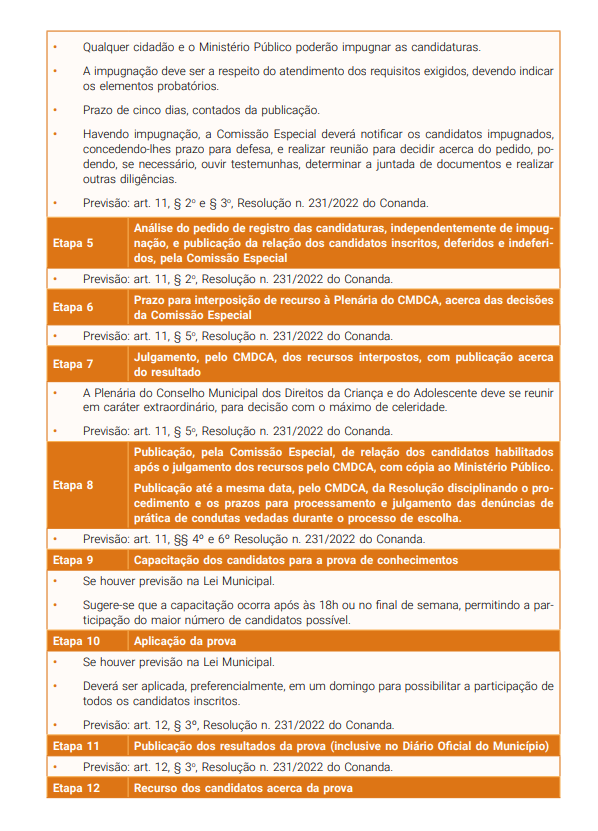 • Qualquer cidadão e o Ministério Público poderão impugnar as candidaturas.
• A impugnação deve ser a respeito do atendimento dos requisitos exigidos, devendo indicar
os elementos probatórios.
• Prazo de cinco dias, contados da publicação.
• Havendo impugnação, a Comissão Especial deverá notificar os candidatos impugnados,
concedendo-lhes prazo para defesa, e realizar reunião para decidir acerca do pedido, po-
dendo, se necessário, ouvir testemunhas, determinar a juntada de documentos e realizar
outras diligências.
• Previsão: art. 11, § 2º e § 3º, Resolução n. 231/2022 do Conanda.
Etapa 5
Análise do pedido de registro das candidaturas, independentemente de impug-
nação, e publicação da relação dos candidatos inscritos, deferidos e indeferi-
dos, pela Comissão Especial
• Previsão: art. 11, § 2º, Resolução n. 231/2022 do Conanda.
Etapa 6
Prazo para interposição de recurso à Plenária do CMDCA, acerca das decisões
da Comissão Especial
• Previsão: art. 11, § 5º, Resolução n. 231/2022 do Conanda.
Etapa 7
Julgamento, pelo CMDCA, dos recursos interpostos, com publicação acerca
do resultado
• A Plenária do Conselho Municipal dos Direitos da Criança e do Adolescente deve se reunir
em caráter extraordinário, para decisão com o máximo de celeridade.
• Previsão: art. 11, § 5º, Resolução n. 231/2022 do Conanda.
Etapa 8
Publicação, pela Comissão Especial, de relação dos candidatos habilitados
após o julgamento dos recursos pelo CMDCA, com cópia ao Ministério Público.
Publicação até a mesma data, pelo CMDCA, da Resolução disciplinando o pro-
cedimento e os prazos para processamento e julgamento das denúncias de
prática de condutas vedadas durante o processo de escolha.
• Previsão: art. 11, §§ 4º e 6º Resolução n. 231/2022 do Conanda.
Etapa 9 Capacitação dos candidatos para a prova de conhecimentos
• Se houver previsão na Lei Municipal.
• Sugere-se que a capacitação ocorra após às 18h ou no final de semana, permitindo a par-
ticipação do maior número de candidatos possível.
Etapa 10 Aplicação da prova
• Se houver previsão na Lei Municipal.
• Deverá ser aplicada, preferencialmente, em um domingo para possibilitar a participação de
todos os candidatos inscritos.
• Previsão: art. 12, § 3º, Resolução n. 231/2022 do Conanda.
Etapa 11 Publicação dos resultados da prova (inclusive no Diário Oficial do Município)
• Previsão: art. 12, § 3º, Resolução n. 231/2022 do Conanda.
Etapa 12 Recurso dos candidatos acerca da prova